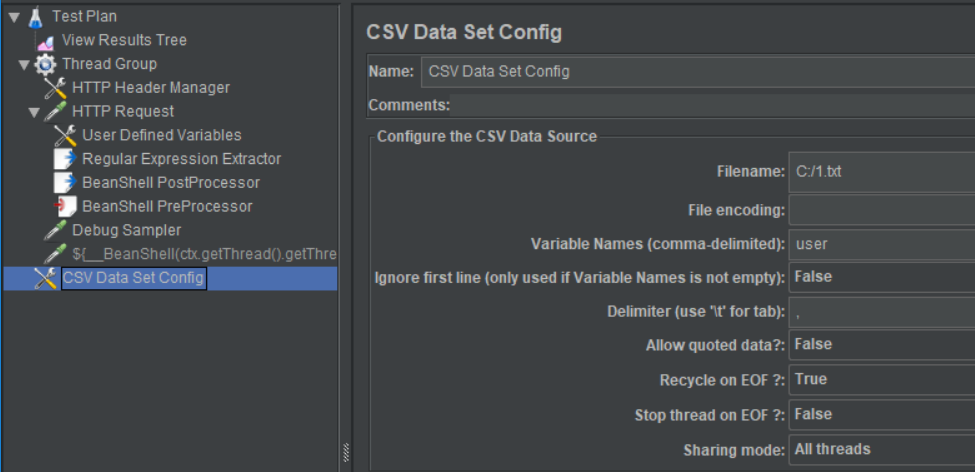 Test Plan
View Results Tree
Thread Group
HTTP Header Manager
HTTP Request
User Defined Variables
Regular Expression Extractor
BeanShell PostProcessor
BeanShell PreProcessor
Debug Sampler
${__BeanShell(ctx.getThread().getThre
CSV Data Set Config
CSV Data Set Config
Name: CSV Data Set Config
Comments:
Configure the CSV Data Source
Filename: C:/1.txt
File encoding:
Variable Names (comma-delimited): user
Ignore first line (only used if Variable Names is not empty): False
Delimiter (use '\t' for tab): ,
Allow quoted data?: False
Recycle on EOF ?: True
Stop thread on EOF ?: False
Sharing mode: All threads